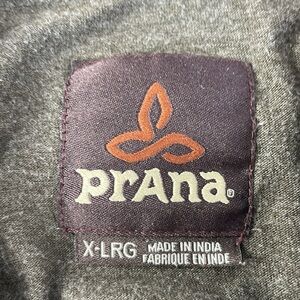 prAna®
X-LRG MADE IN INDIA
FABRIQUE EN INDE